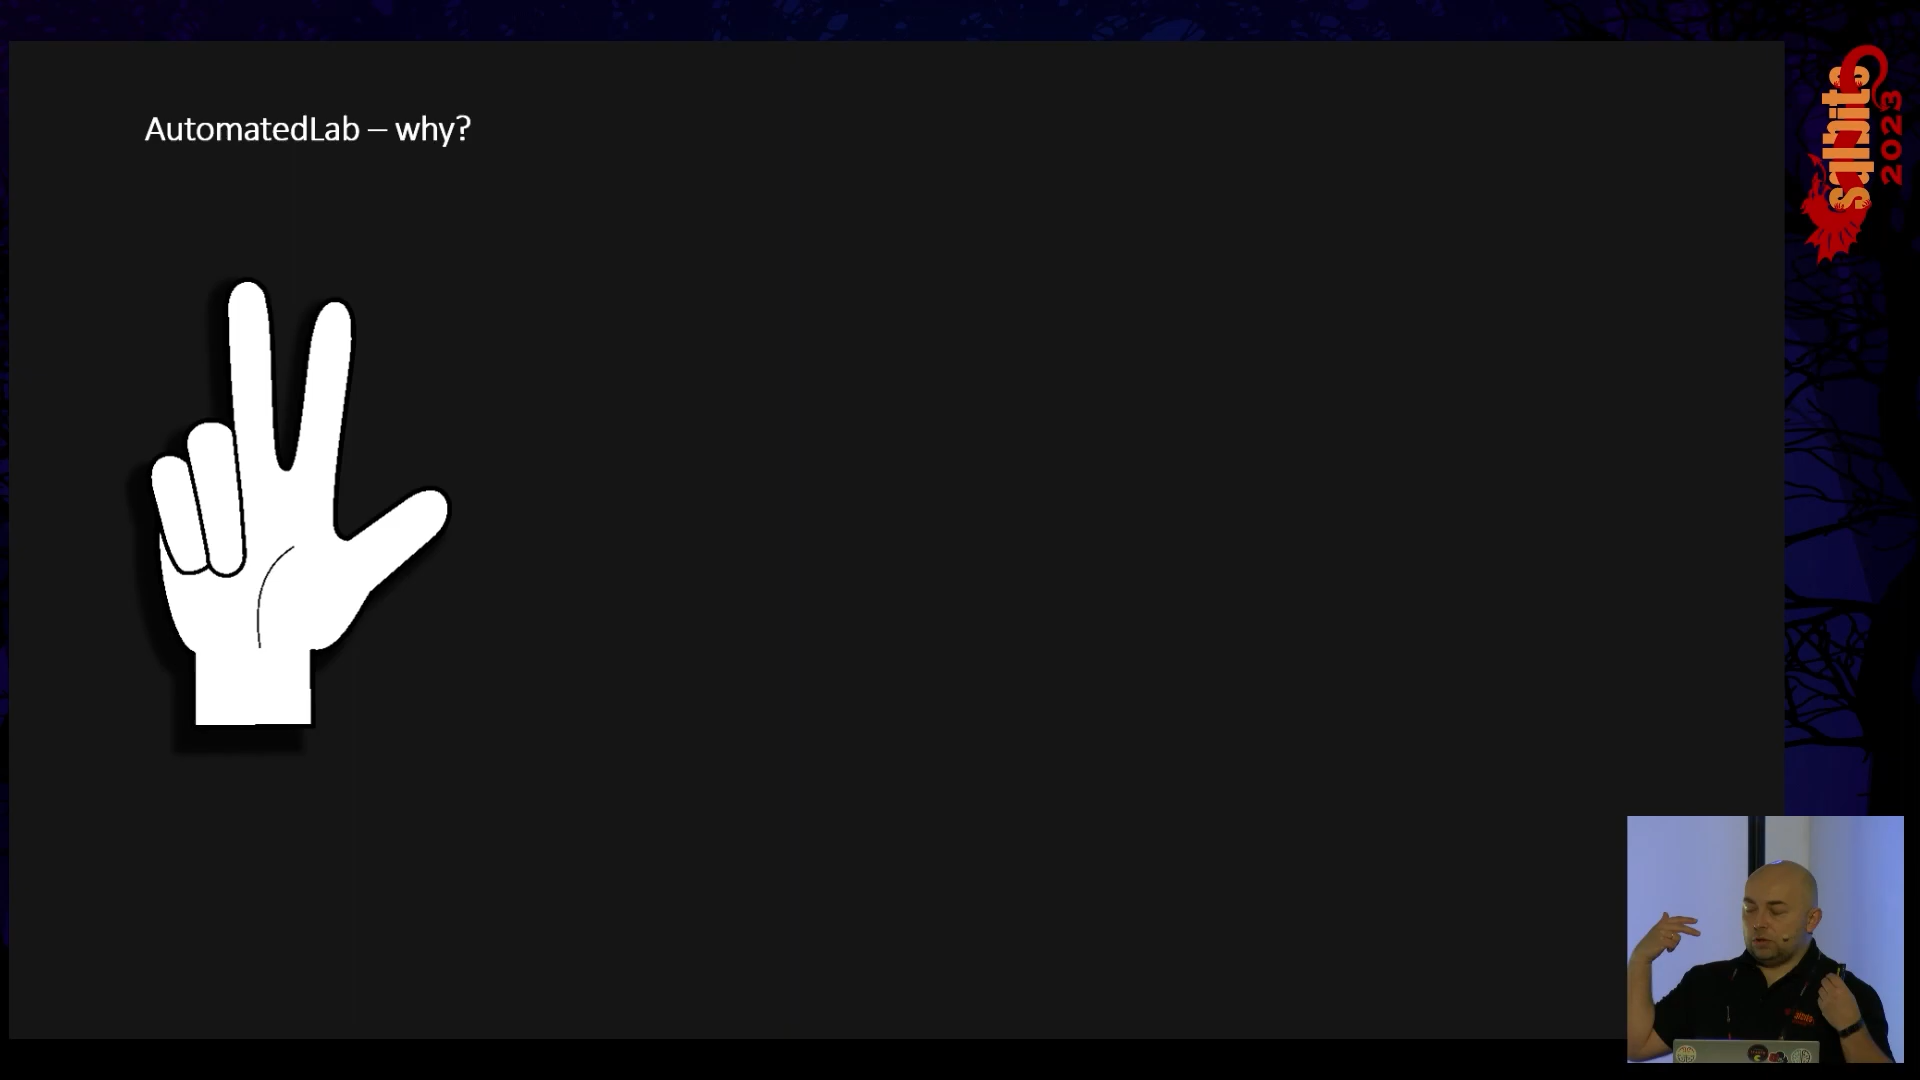 AutomatedLab – why?
sqlbits
2023